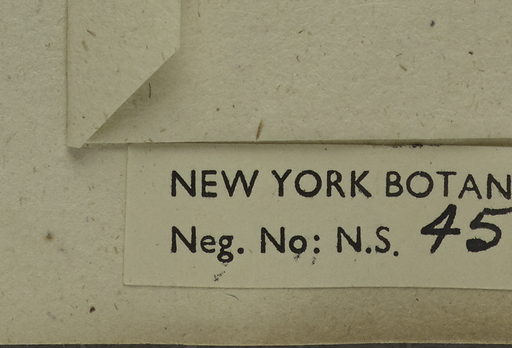 NEW YORK BOTAN
Neg. No: N.S. 45